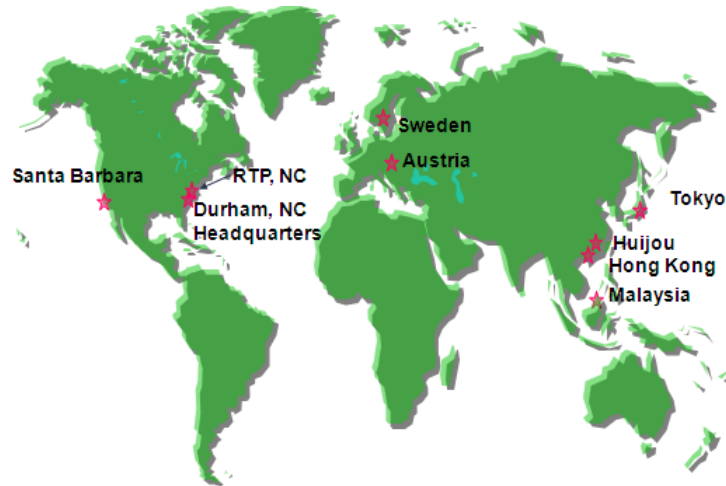 Sweden
Austria
Santa Barbara
RTP, NC
Durham, NC
Headquarters
Tokyo
Huijou
Hong Kong
Malaysia